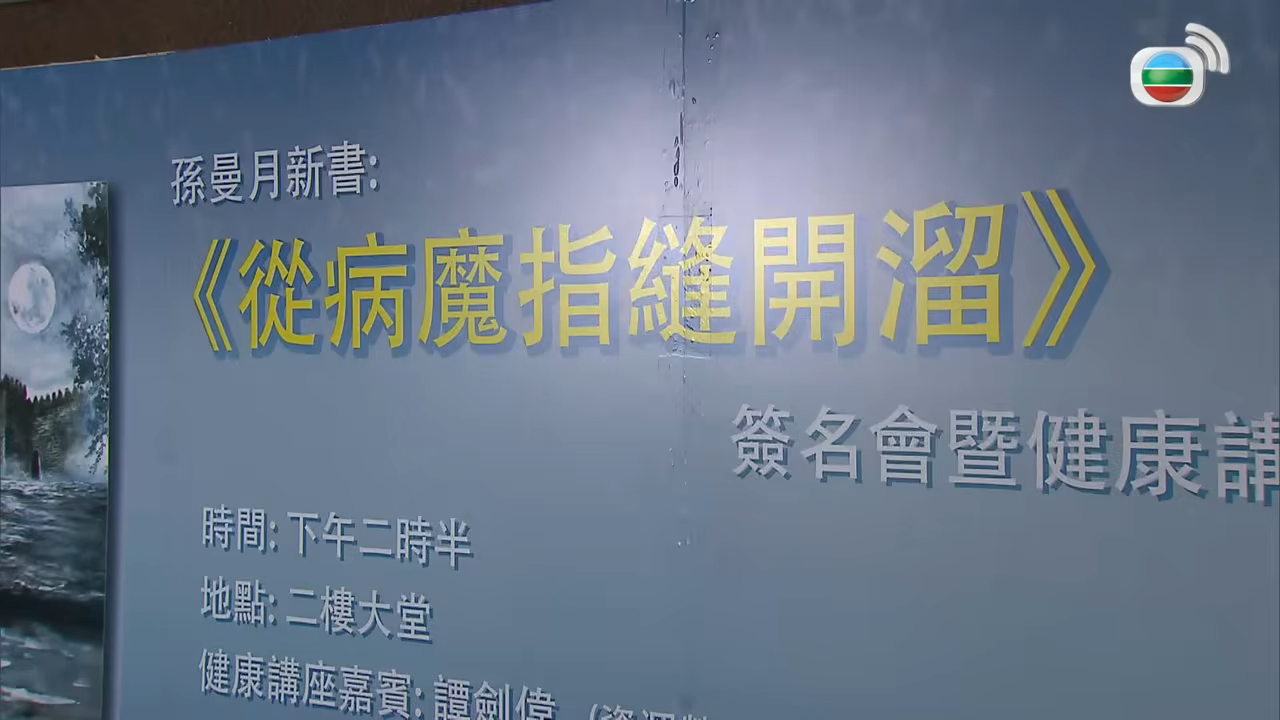 孫曼月新書:
《從病魔指縫開溜》
簽名會暨健康講
時間: 下午二時半
地點: 二樓大堂
健康講座嘉賓: 譚劍偉